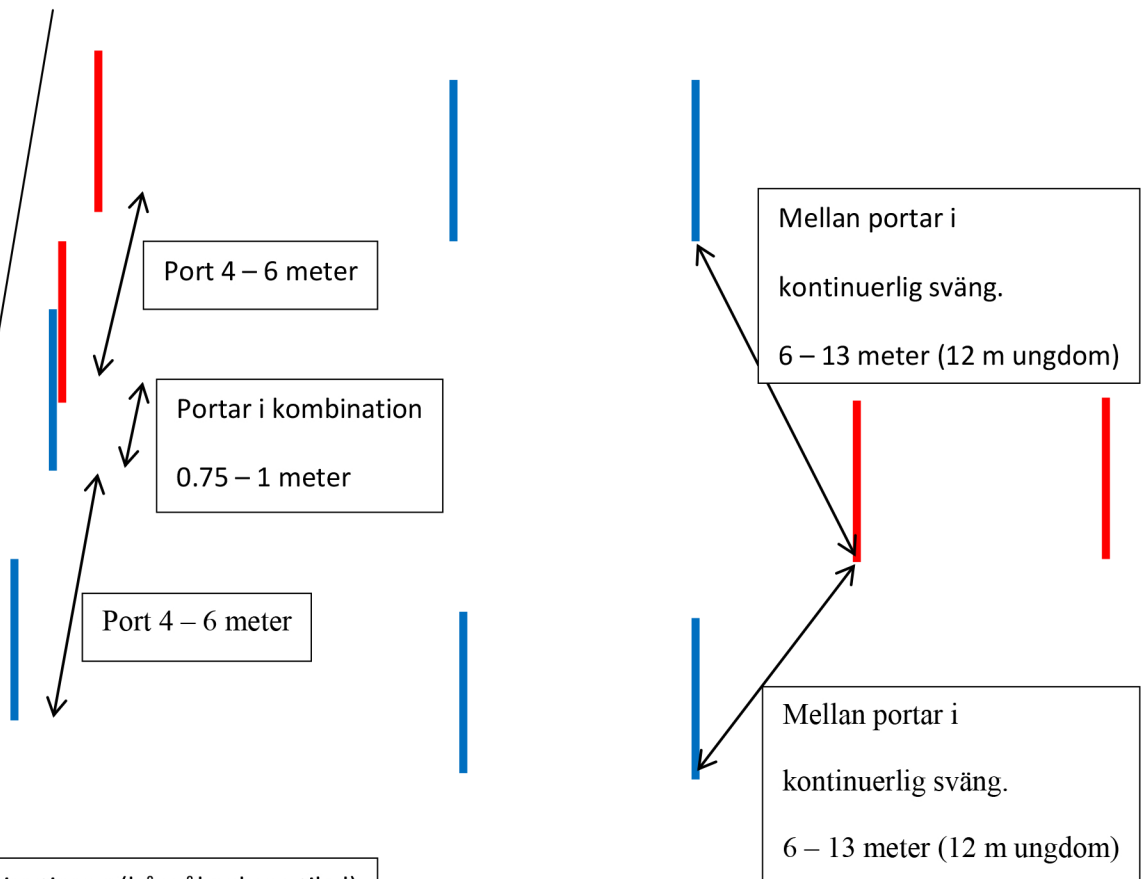 Port 4 – 6 meter
Mellan portar i
kontinuerlig sväng.
6 – 13 meter (12 m ungdom)
Portar i kombination
0.75 – 1 meter
Port 4 – 6 meter
Mellan portar i
kontinuerlig sväng.
6 – 13 meter (12 m ungdom)